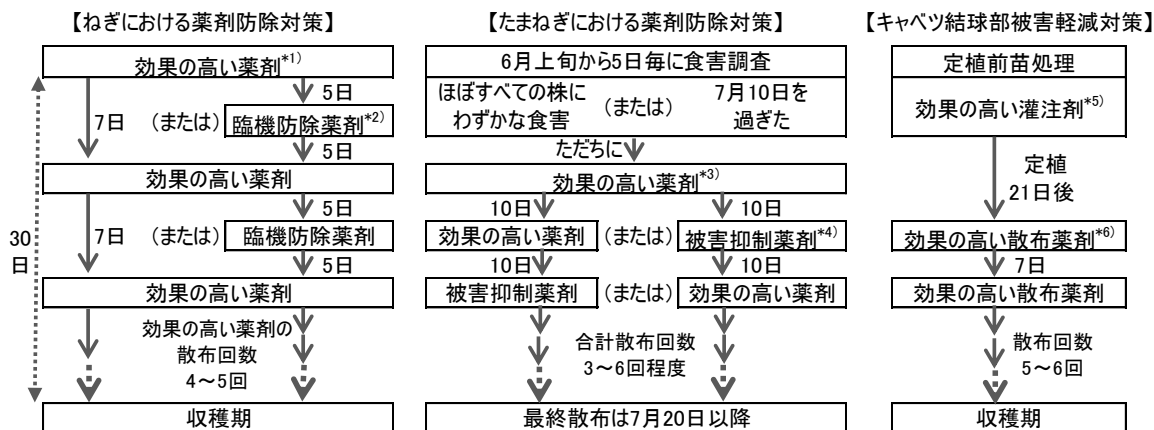 【ねぎにおける薬剤防除対策】
効果の高い薬剤*1)
5日
7日
(または)
臨機防除薬剤*2)
5日
効果の高い薬剤
5日
7日
(または)
臨機防除薬剤
5日
効果の高い薬剤
効果の高い薬剤の
散布回数
4～5回
30
日
収穫期
【たまねぎにおける薬剤防除対策】
6月上旬から5日毎に食害調査
ほぼすべての株に
わずかな食害
(または)
7月10日を
過ぎた
ただちに
効果の高い薬剤*3)
10日
10日
効果の高い薬剤
(または)
被害抑制薬剤*4)
10日
10日
被害抑制薬剤
(または)
効果の高い薬剤
合計散布回数
3～6回程度
最終散布は7月20日以降
【キャベツ結球部被害軽減対策】
定植前苗処理
効果の高い灌注剤*5)
定植
21日後
効果の高い散布薬剤*6)
7日
効果の高い散布薬剤
散布回数
5～6回
収穫期